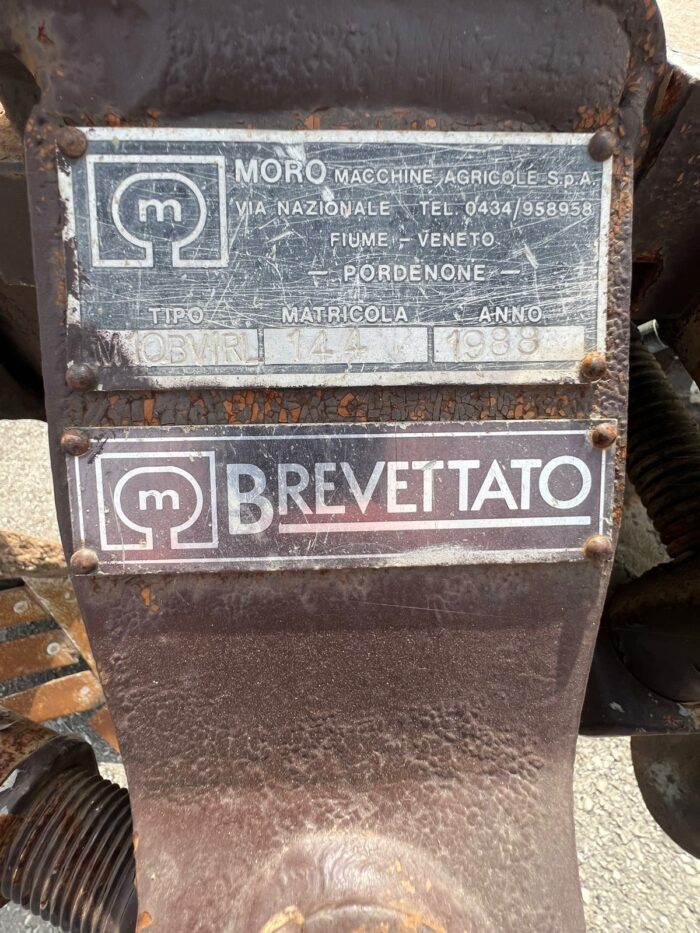 m
MORO MACCHINE AGRICOLE S.p.A.
VIA NAZIONALE TEL. 0434/958958
FIUME - VENETO
- PORDENONE -
TIPO MATRICOLA ANNO
144 1988
m BREVETTATO